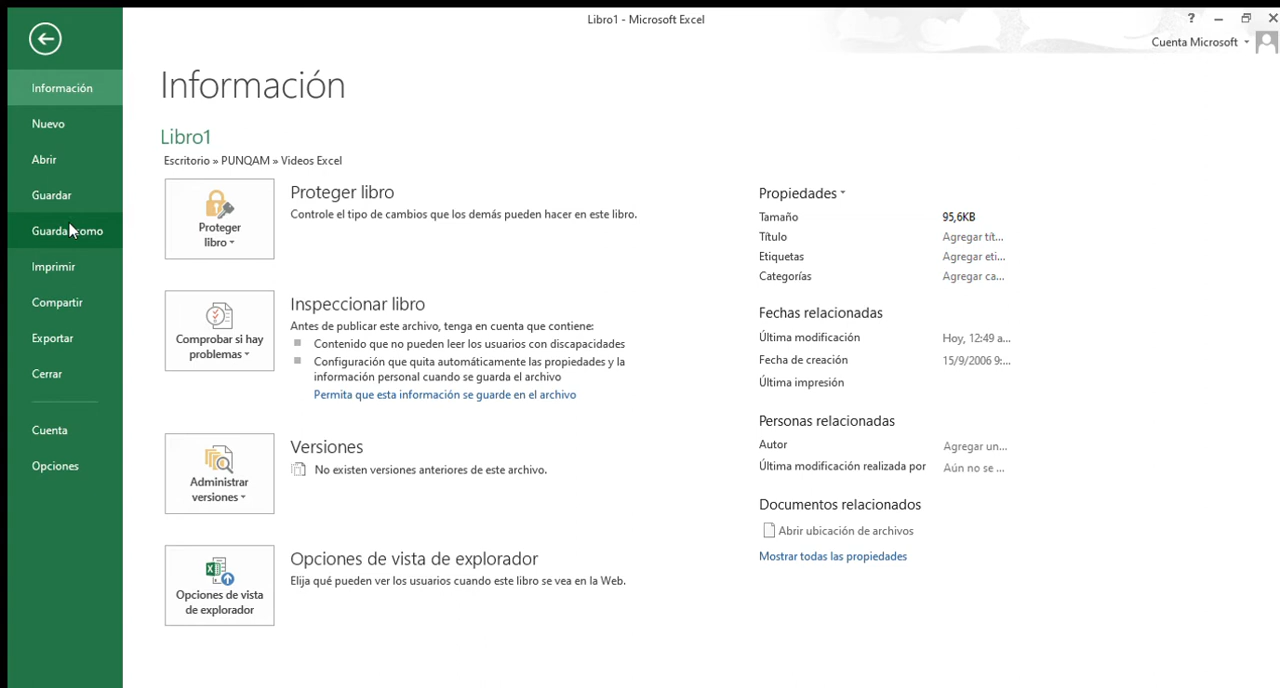 Libro1 - Microsoft Excel
?
Cuenta Microsoft
Información
Nuevo
Abrir
Guardar
Guardar como
Imprimir
Compartir
Exportar
Cerrar
Cuenta
Opciones
Información
Libro1
Escritorio » PUNQAM » Videos Excel
Proteger
libro
Proteger libro
Controle el tipo de cambios que los demás pueden hacer en este libro.
Comprobar si hay
problemas
Inspeccionar libro
Antes de publicar este archivo, tenga en cuenta que contiene:
Contenido que no pueden leer los usuarios con discapacidades
Configuración que quita automáticamente las propiedades y la
información personal cuando se guarda el archivo
Permita que esta información se guarde en el archivo
Administrar
versiones
Versiones
No existen versiones anteriores de este archivo.
Opciones de vista
de explorador
Opciones de vista de explorador
Elija qué pueden ver los usuarios cuando este libro se vea en la Web.
Propiedades
Tamaño 95,6KB
Título Agregar tít...
Etiquetas Agregar eti...
Categorías Agregar ca...
Fechas relacionadas
Última modificación Hoy, 12:49 a...
Fecha de creación 15/9/2006 9:...
Última impresión
Personas relacionadas
Autor Agregar un...
Última modificación realizada por Aún no se ...
Documentos relacionados
Abrir ubicación de archivos
Mostrar todas las propiedades